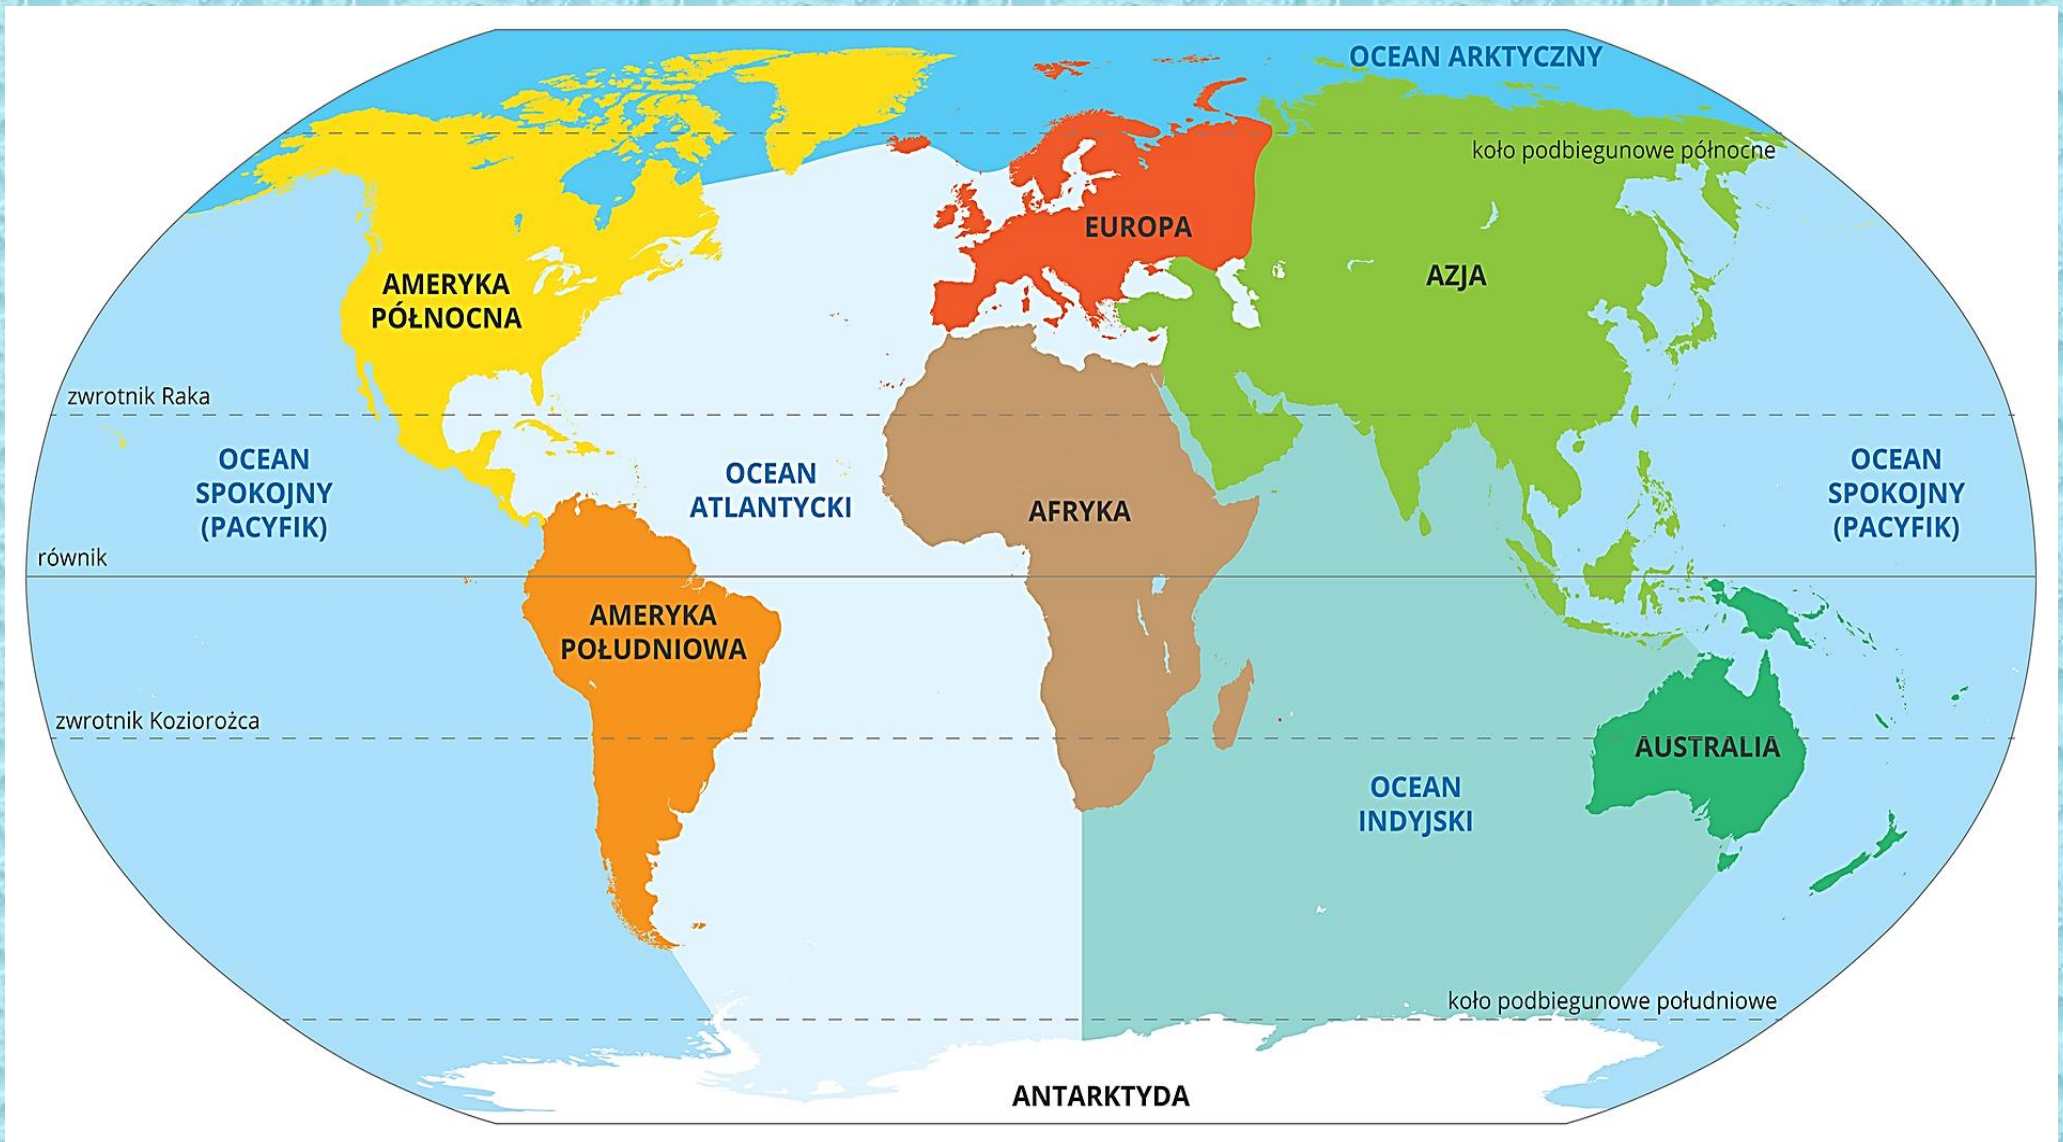 OCEAN ARKTYCZNY
koło podbiegunowe północne
EUROPA
AZJA
AMERYKA
PÓŁNOCNA
zwrotnik Raka
OCEAN
SPOKOJNY
(PACYFIK)
OCEAN
ATLANTYCKI
AFRYKA
OCEAN
SPOKOJNY
(PACYFIK)
równik
AMERYKA
POŁUDNIOWA
zwrotnik Koziorożca
AUSTRALIA
OCEAN
INDYJSKI
koło podbiegunowe południowe
ANTARKTYDA